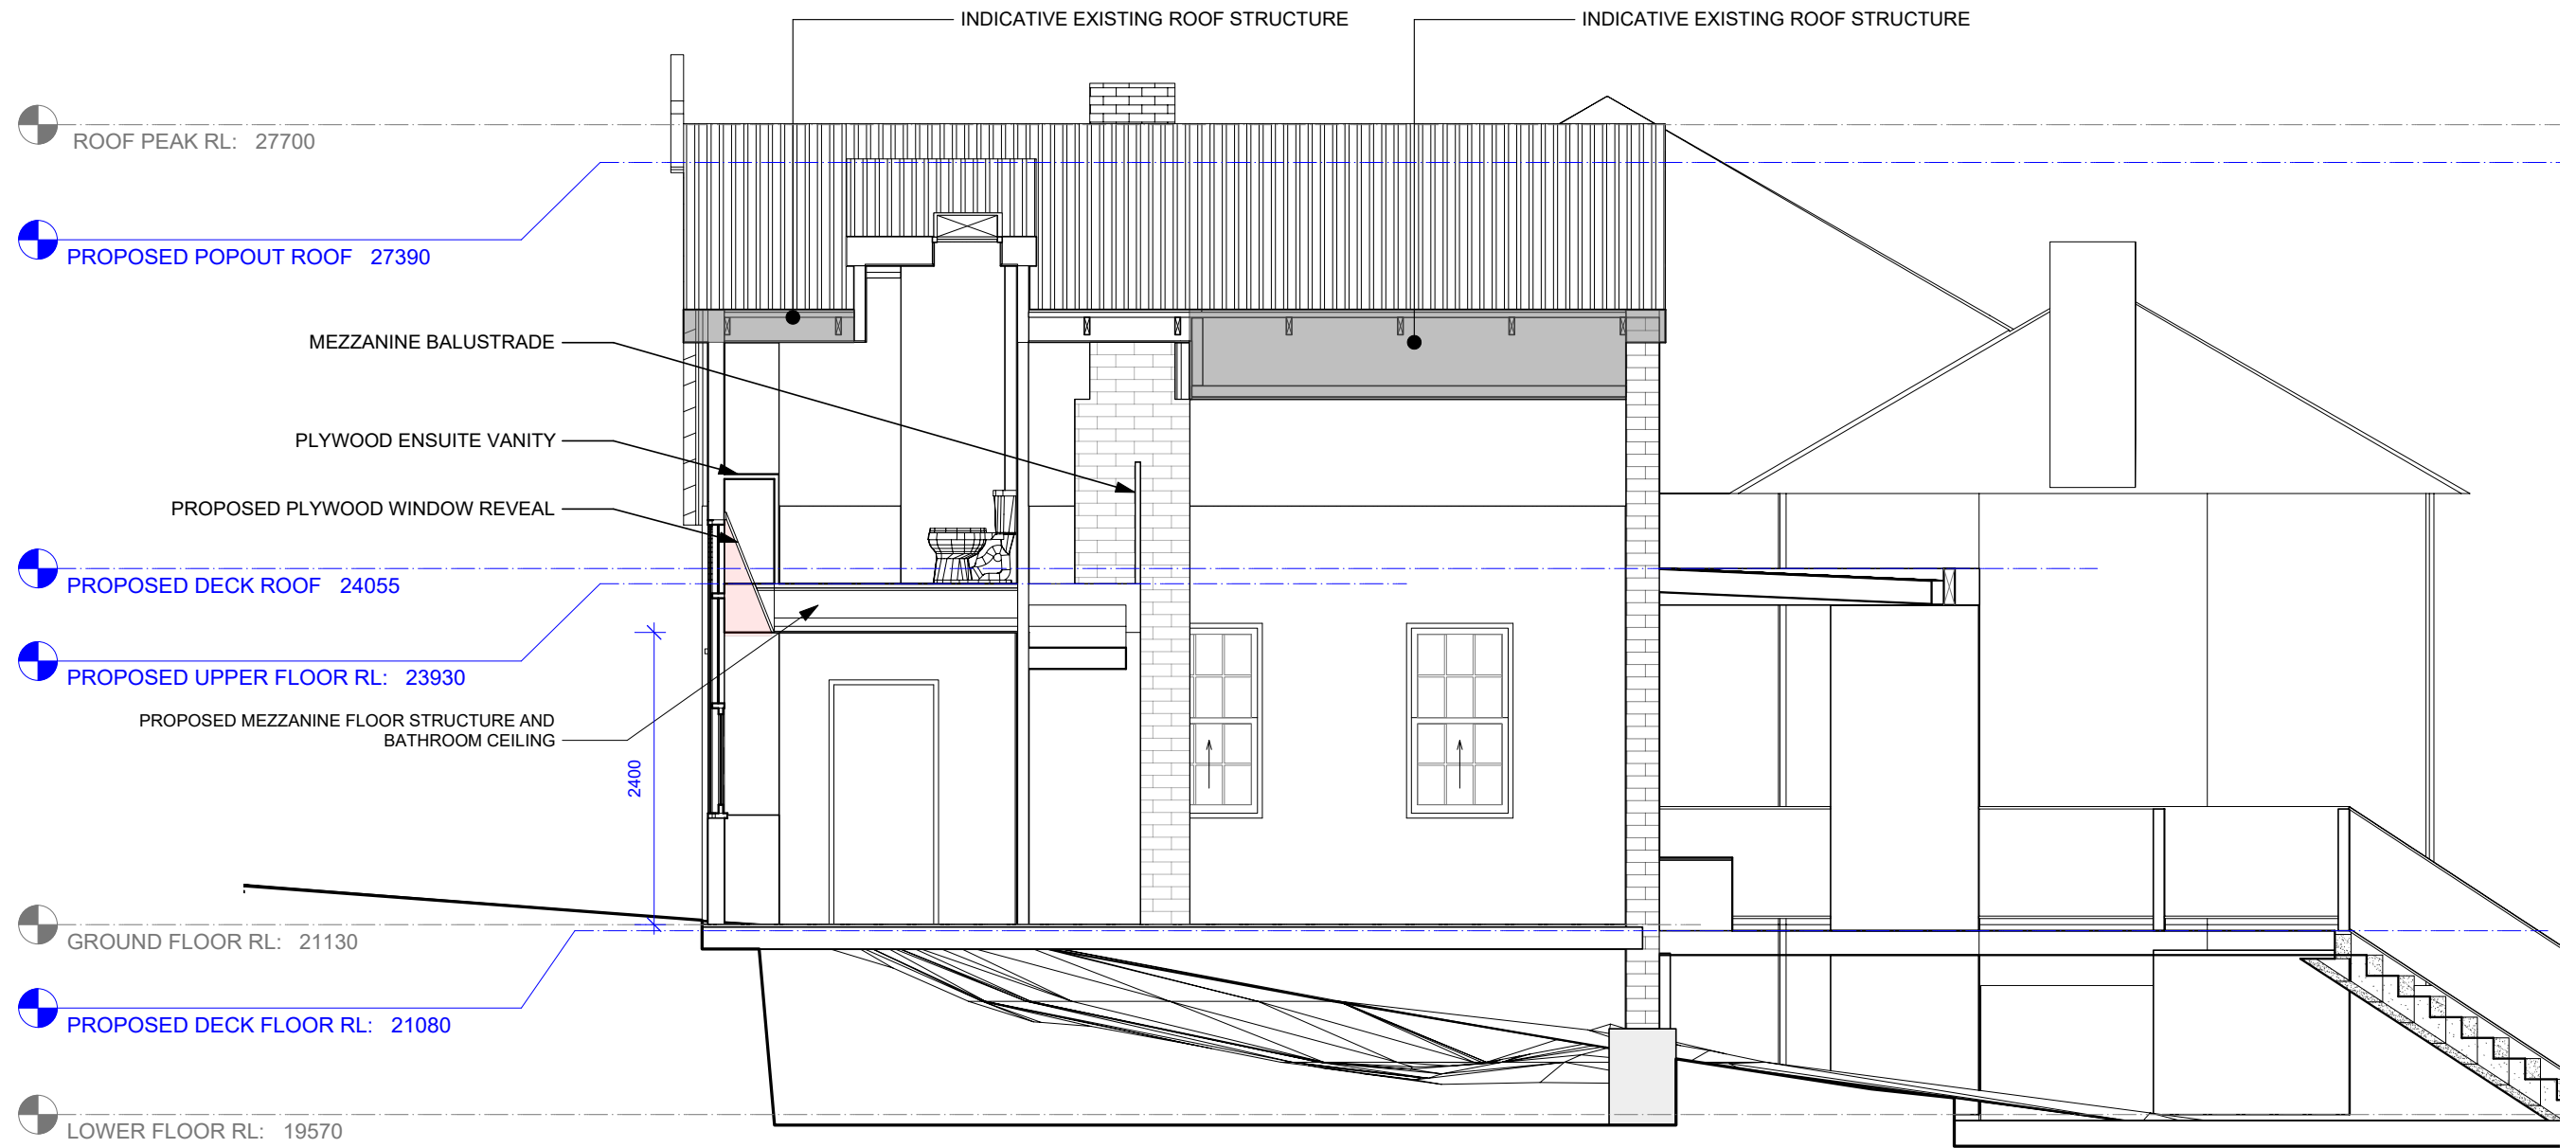 INDICATIVE EXISTING ROOF STRUCTURE
INDICATIVE EXISTING ROOF STRUCTURE
ROOF PEAK RL: 27700
PROPOSED POPOUT ROOF 27390
MEZZANINE BALUSTRADE
PLYWOOD ENSUITE VANITY
PROPOSED PLYWOOD WINDOW REVEAL
PROPOSED DECK ROOF 24055
PROPOSED UPPER FLOOR RL: 23930
PROPOSED MEZZANINE FLOOR STRUCTURE AND
BATHROOM CEILING
2400
GROUND FLOOR RL: 21130
PROPOSED DECK FLOOR RL: 21080
LOWER FLOOR RL: 19570